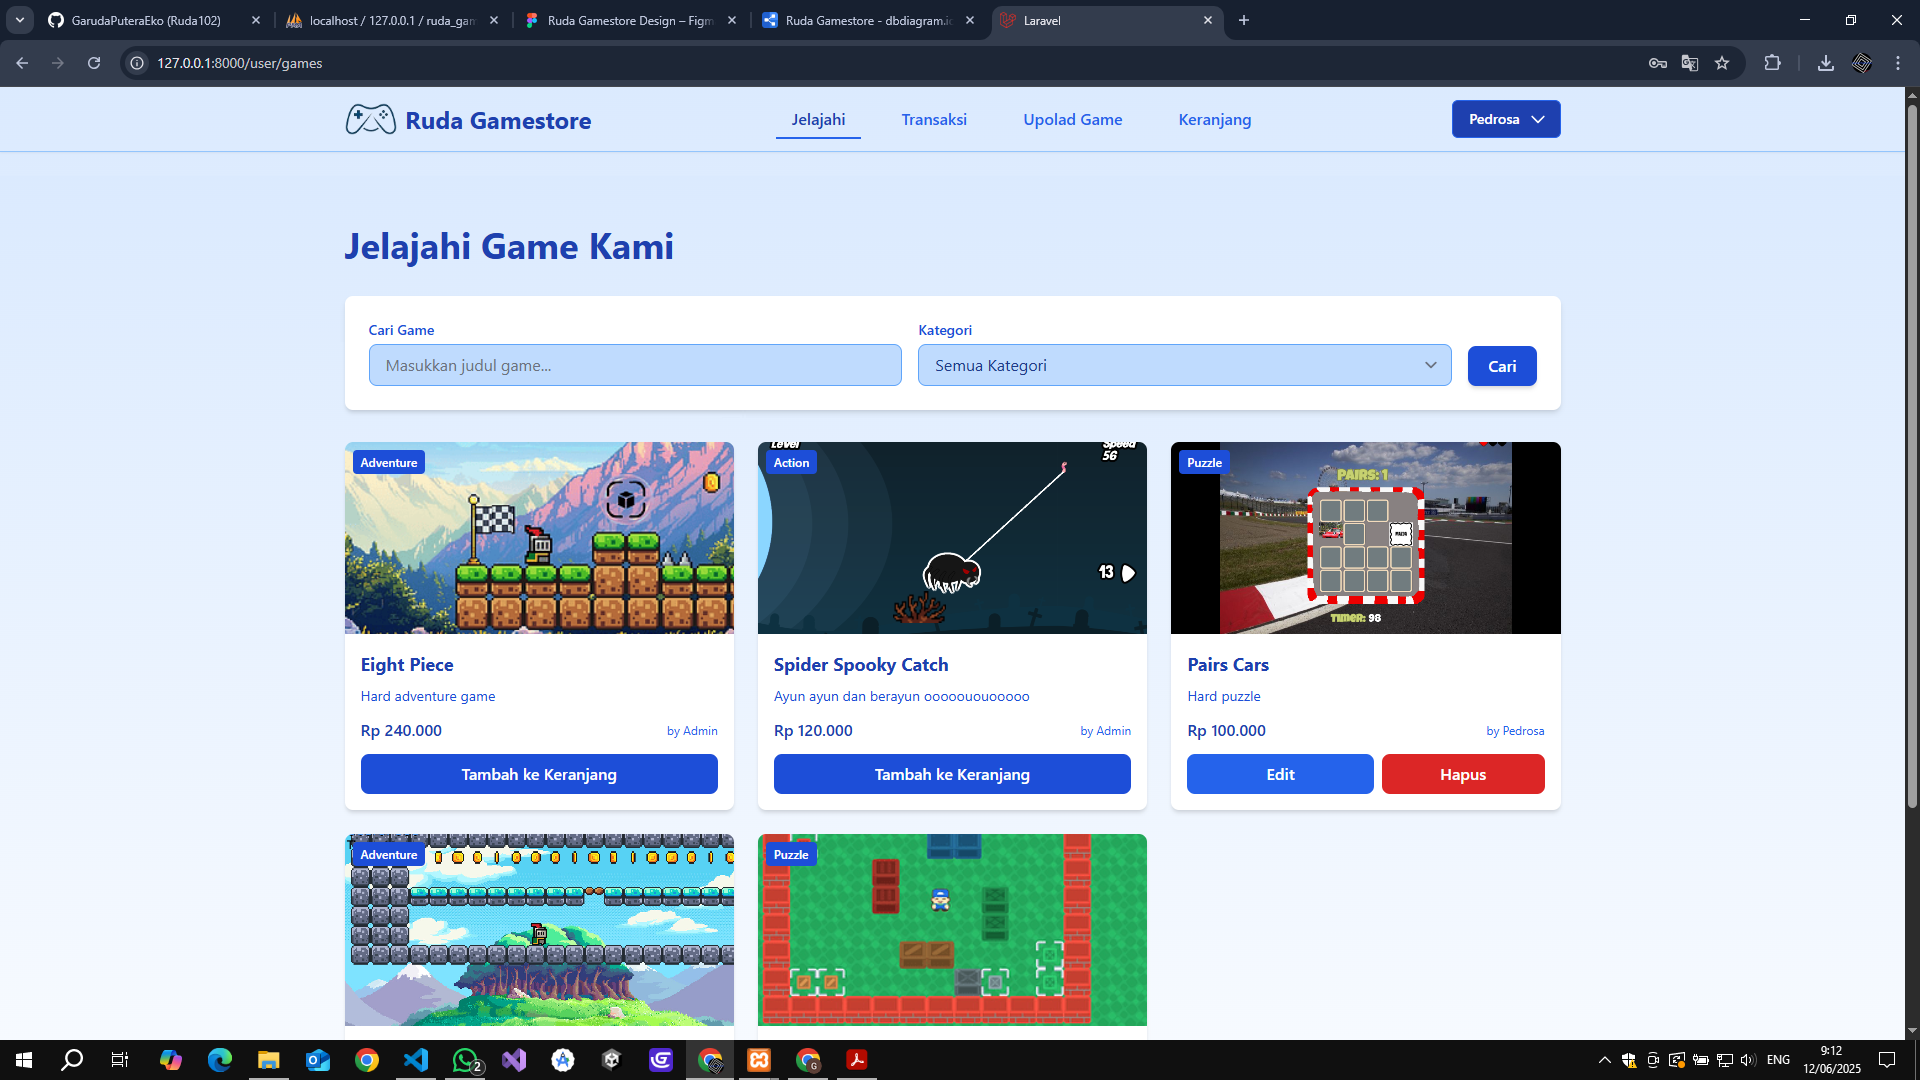 GarudaPuteraEko (Ruda102)
localhost / 127.0.0.1 / ruda_gam
Ruda Gamestore Design – Figm
Ruda Gamestore - dbdiagram.io
Laravel
127.0.0.1:8000/user/games
Ruda Gamestore
Jelajahi
Transaksi
Upolad Game
Keranjang
Pedrosa
Jelajahi Game Kami
Cari Game
Kategori
Masukkan judul game...
Semua Kategori
Cari
Adventure
Level
Speed
56
Action
13
Puzzle
PAIRS: 1
TIMER: 98
Eight Piece
Hard adventure game
Rp 240.000
by Admin
Tambah ke Keranjang
Spider Spooky Catch
Ayun ayun dan berayun ooooouououoooo
Rp 120.000
by Admin
Tambah ke Keranjang
Pairs Cars
Hard puzzle
Rp 100.000
by Pedrosa
Edit
Hapus
Adventure
Puzzle
2
ENG
9:12
12/06/2025